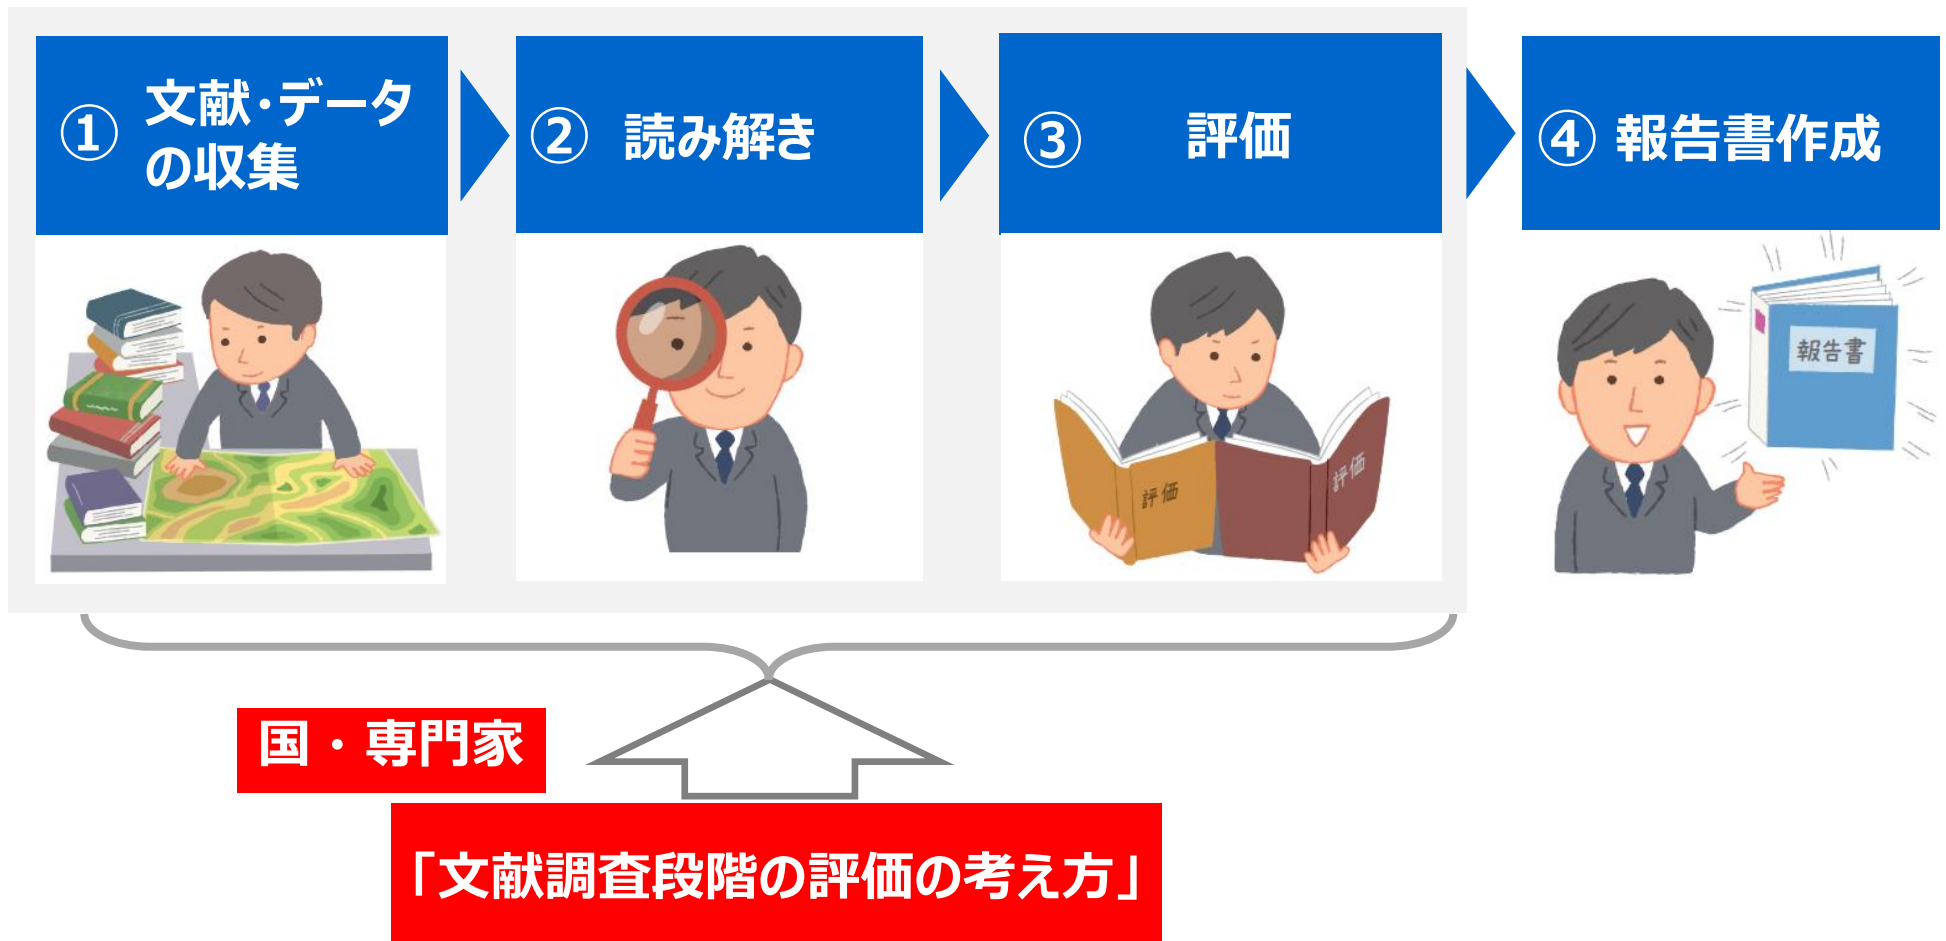 ① 文献・データ
の収集
② 読み解き
③ 評価
④ 報告書作成
評価
評価
報告書
国・専門家
「文献調査段階の評価の考え方」